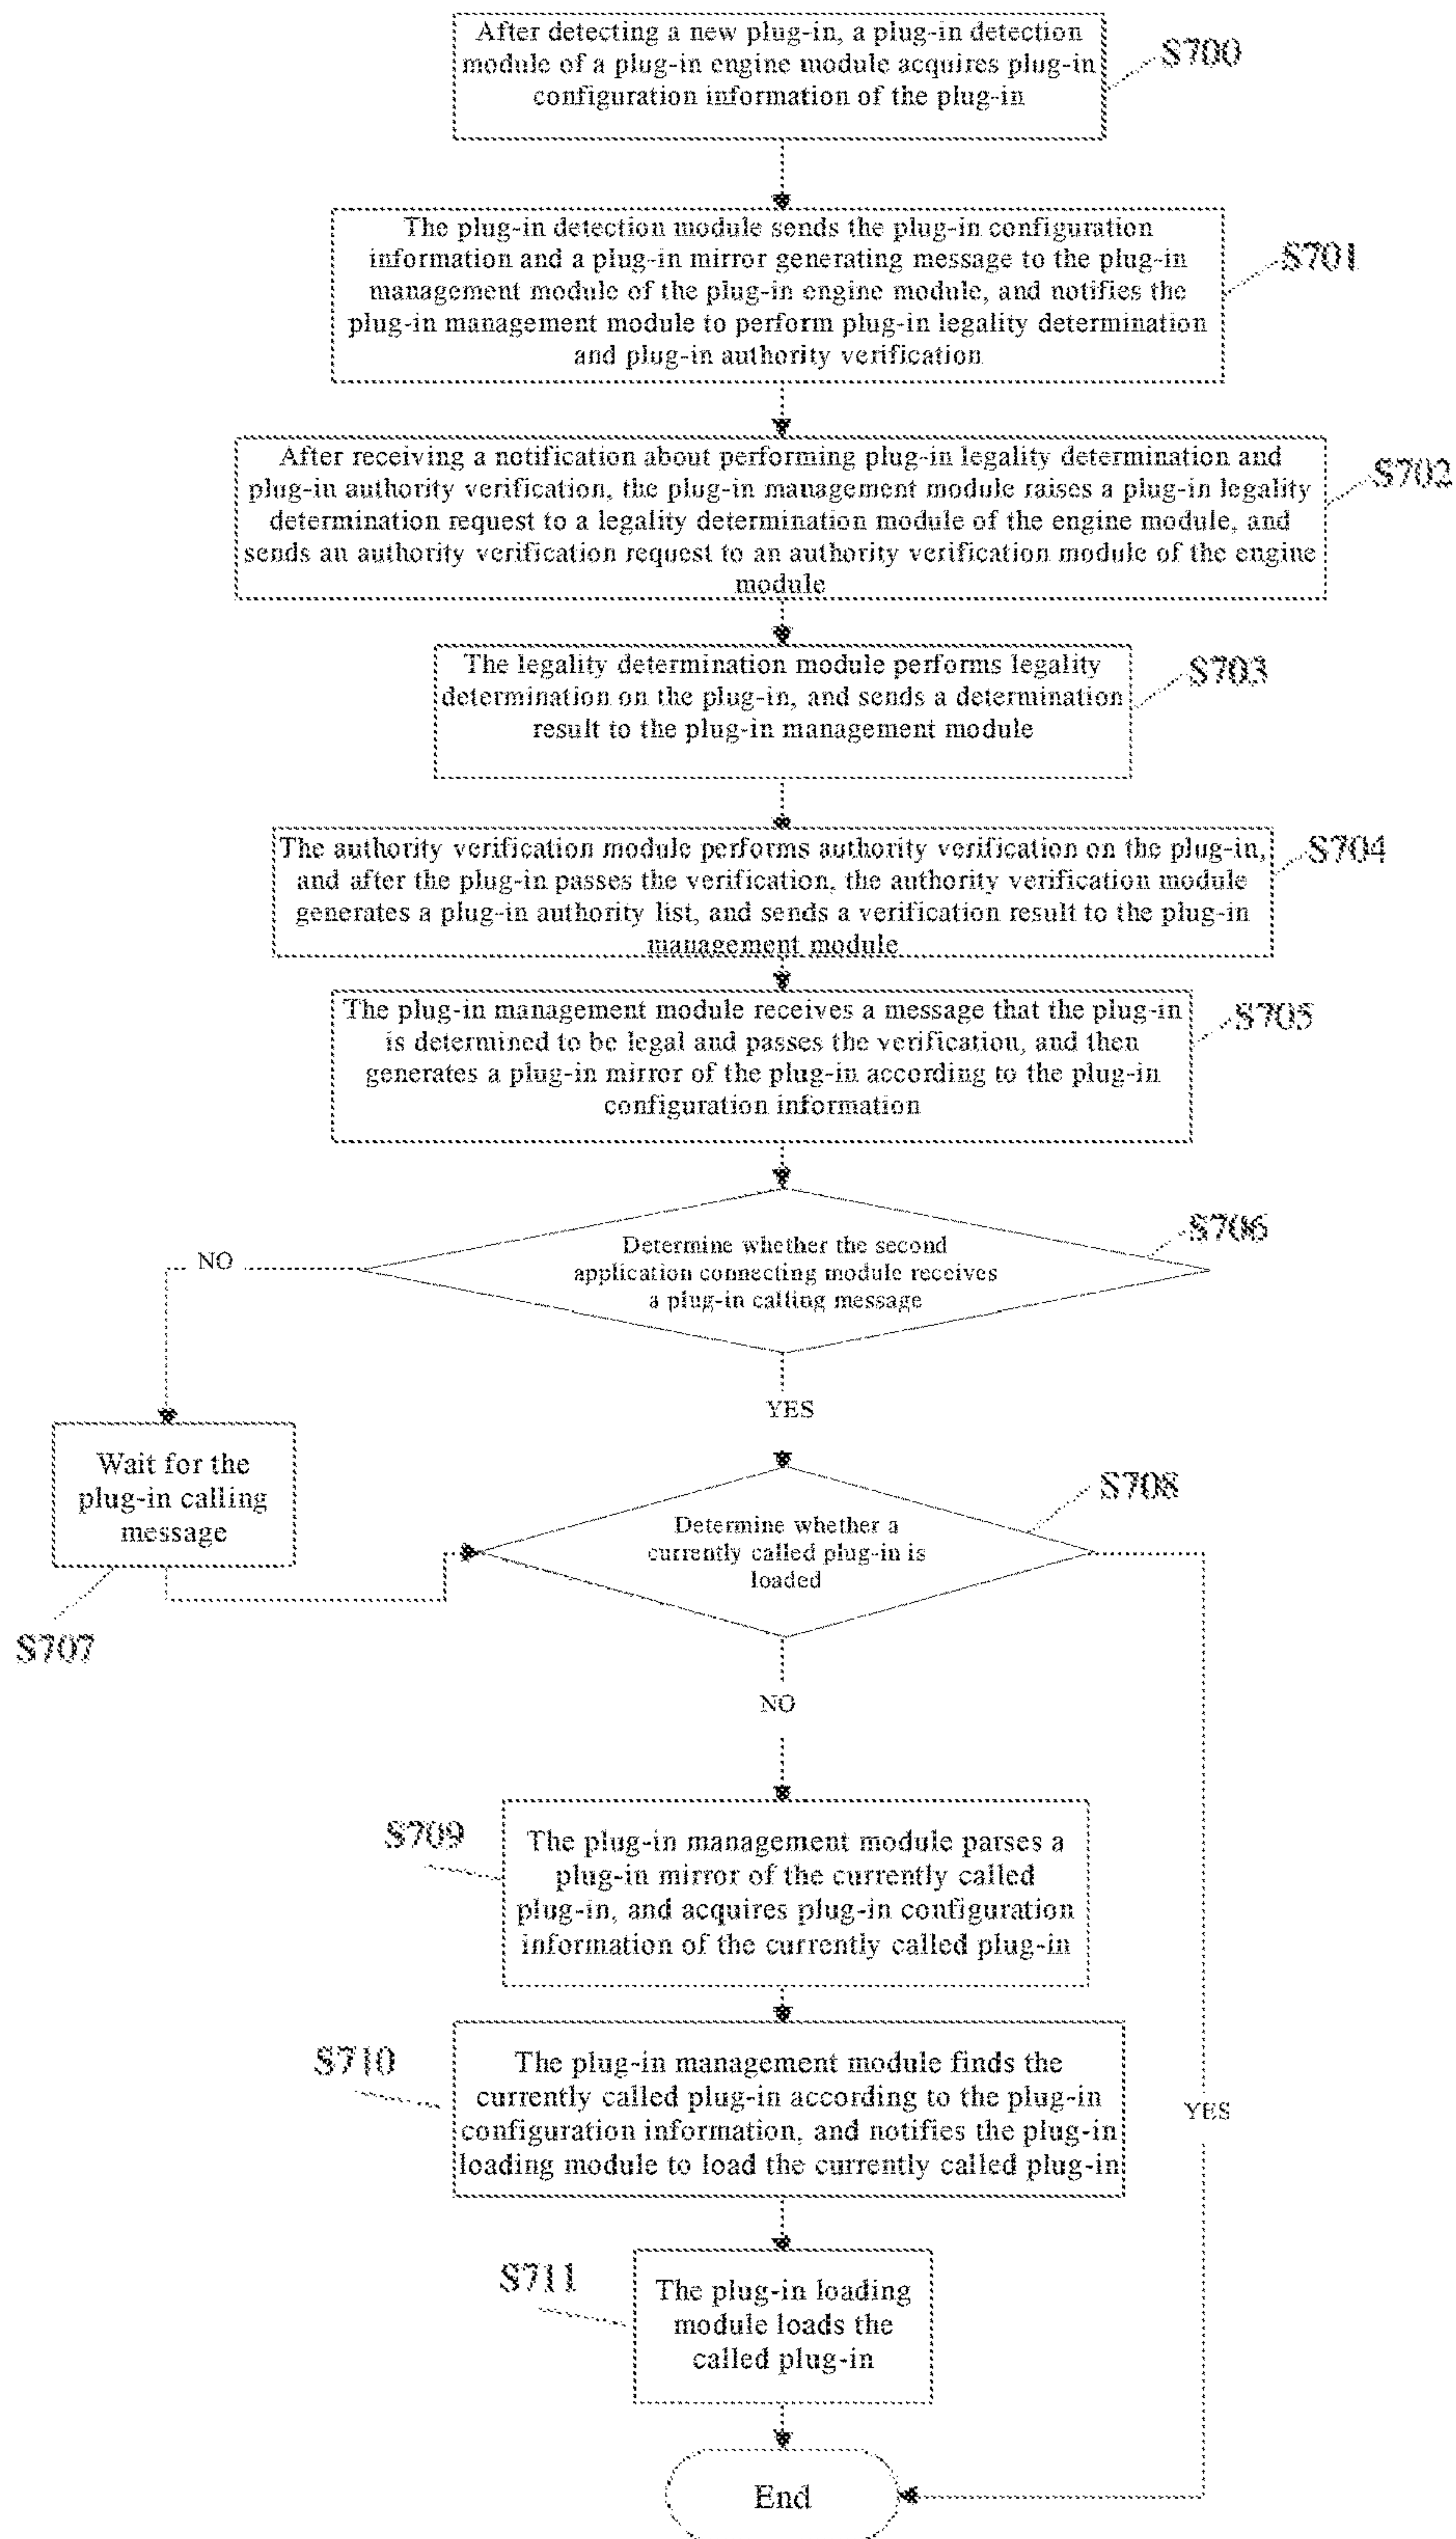 After detecting a new plug-in, a plug-in detection
module of a plug-in engine module acquires plug-in
configuration information of the plug-in
S700
The plug-in detection module sends the plug-in configuration
information and a plug-in mirror generating message to the plug-in
management module of the plug-in engine module, and notifies the
plug-in management module to perform plug-in legality determination
and plug-in authority verification
S701
After receiving a notification about performing plug-in legality determination and
plug-in authority verification, the plug-in management module raises a plug-in legality
determination request to a legality determination module of the engine module, and
sends an authority verification request to an authority verification module of the engine
module
S702
The legality determination module performs legality
determination on the plug-in, and sends a determination
result to the plug-in management module
S703
The authority verification module performs authority verification on the plug-in,
and after the plug-in passes the verification, the authority verification module
generates a plug-in authority list, and sends a verification result to the plug-in
management module
S704
The plug-in management module receives a message that the plug-in
is determined to be legal and passes the verification, and then
generates a plug-in mirror of the plug-in according to the plug-in
configuration information
S705
Determine whether the second
application connecting module receives
a plug-in calling message
S706
NO
YES
Wait for the
plug-in calling
message
S707
Determine whether a
currently called plug-in is
loaded
S708
NO
YES
S709
The plug-in management module parses a
plug-in mirror of the currently called
plug-in, and acquires plug-in configuration
information of the currently called plug-in
S710
The plug-in management module finds the
currently called plug-in according to the plug-in
configuration information, and notifies the plug-in
loading module to load the currently called plug-in
S711
The plug-in loading
module loads the
called plug-in
End